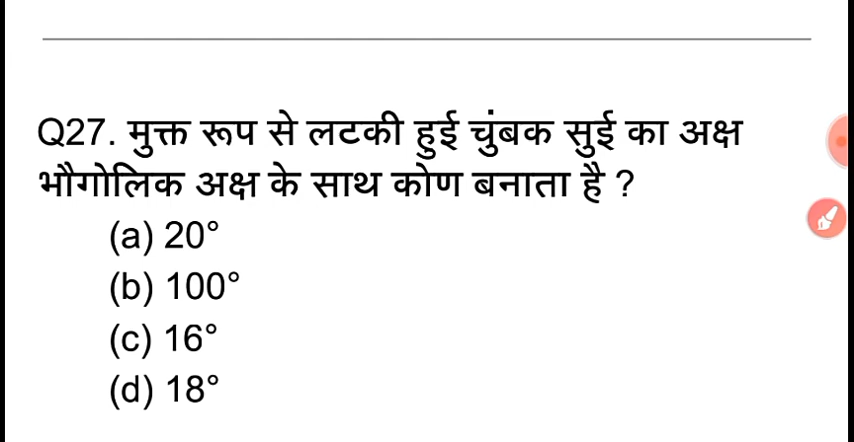 Q27. मुक्त रूप से लटकी हुई चुंबक सुई का अक्ष
भौगोलिक अक्ष के साथ कोण बनाता है ?
(a) 20°
(b) 100°
(c) 16°
(d) 18°